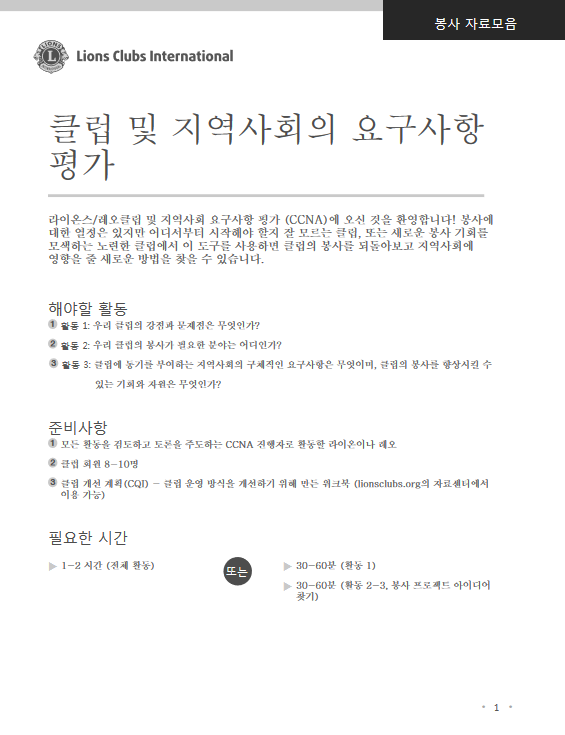 봉사 자료모음
Lions Clubs International
클럽 및 지역사회의 요구사항
평가
라이온스/레오클럽 및 지역사회 요구사항 평가 (CCNA)에 오신 것을 환영합니다! 봉사에
대한 열정은 있지만 어디서부터 시작해야 할지 잘 모르는 클럽, 또는 새로운 봉사 기회를
모색하는 노련한 클럽에서 이 도구를 사용하면 클럽의 봉사를 되돌아보고 지역사회에
영향을 줄 새로운 방법을 찾을 수 있습니다.
해야할 활동
1 활동 1: 우리 클럽의 강점과 문제점은 무엇인가?
2 활동 2: 우리 클럽의 봉사가 필요한 분야는 어디인가?
3 활동 3: 클럽에 동기를 부여하는 지역사회의 구체적인 요구사항은 무엇이며, 클럽의 봉사를 향상시킬 수
있는 기회와 자원은 무엇인가?
준비사항
1 모든 활동을 검토하고 토론을 주도하는 CCNA 진행자로 활동할 라이온이나 레오
2 클럽 회원 8-10명
3 클럽 개선 계획(CQI) - 클럽 운영 방식을 개선하기 위해 만든 워크북 (lionsclubs.org의 자료센터에서
이용 가능)
필요한 시간
▶ 1-2 시간 (전체 활동)
또는
▶ 30-60분 (활동 1)
▶ 30-60분 (활동 2-3, 봉사 프로젝트 아이디어
찾기)
• 1 •